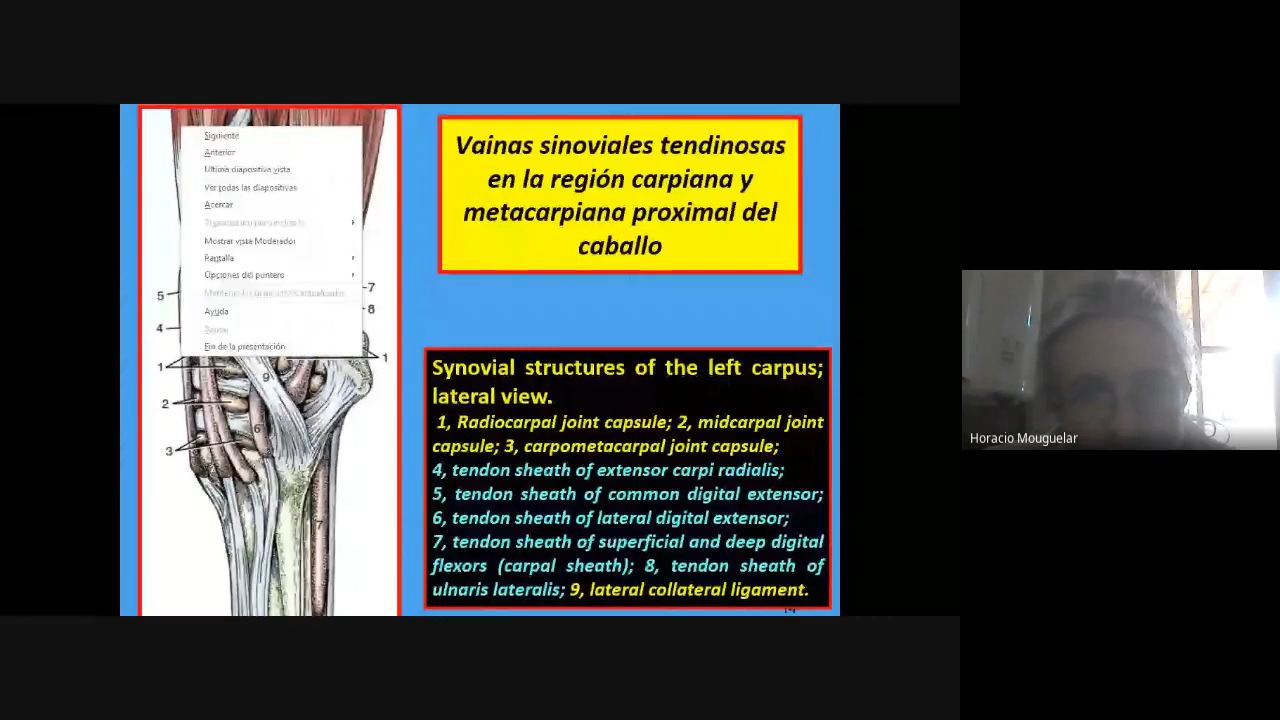 Siguiente
Anterior
Última diapositiva vista
Ver todas las diapositivas
Acercar
Mostrar vista Moderador
Pantalla
Opciones del puntero
Ayuda
Pausa
Fin de la presentación
5
4
1
2
3
7
8
1
9
6
7
Vainas sinoviales tendinosas
en la región carpiana y
metacarpiana proximal del
caballo
Synovial structures of the left carpus;
lateral view.
1, Radiocarpal joint capsule; 2, midcarpal joint
capsule; 3, carpometacarpal joint capsule;
4, tendon sheath of extensor carpi radialis;
5, tendon sheath of common digital extensor;
6, tendon sheath of lateral digital extensor;
7, tendon sheath of superficial and deep digital
flexors (carpal sheath); 8, tendon sheath of
ulnaris lateralis; 9, lateral collateral ligament.
Horacio Mouguelar